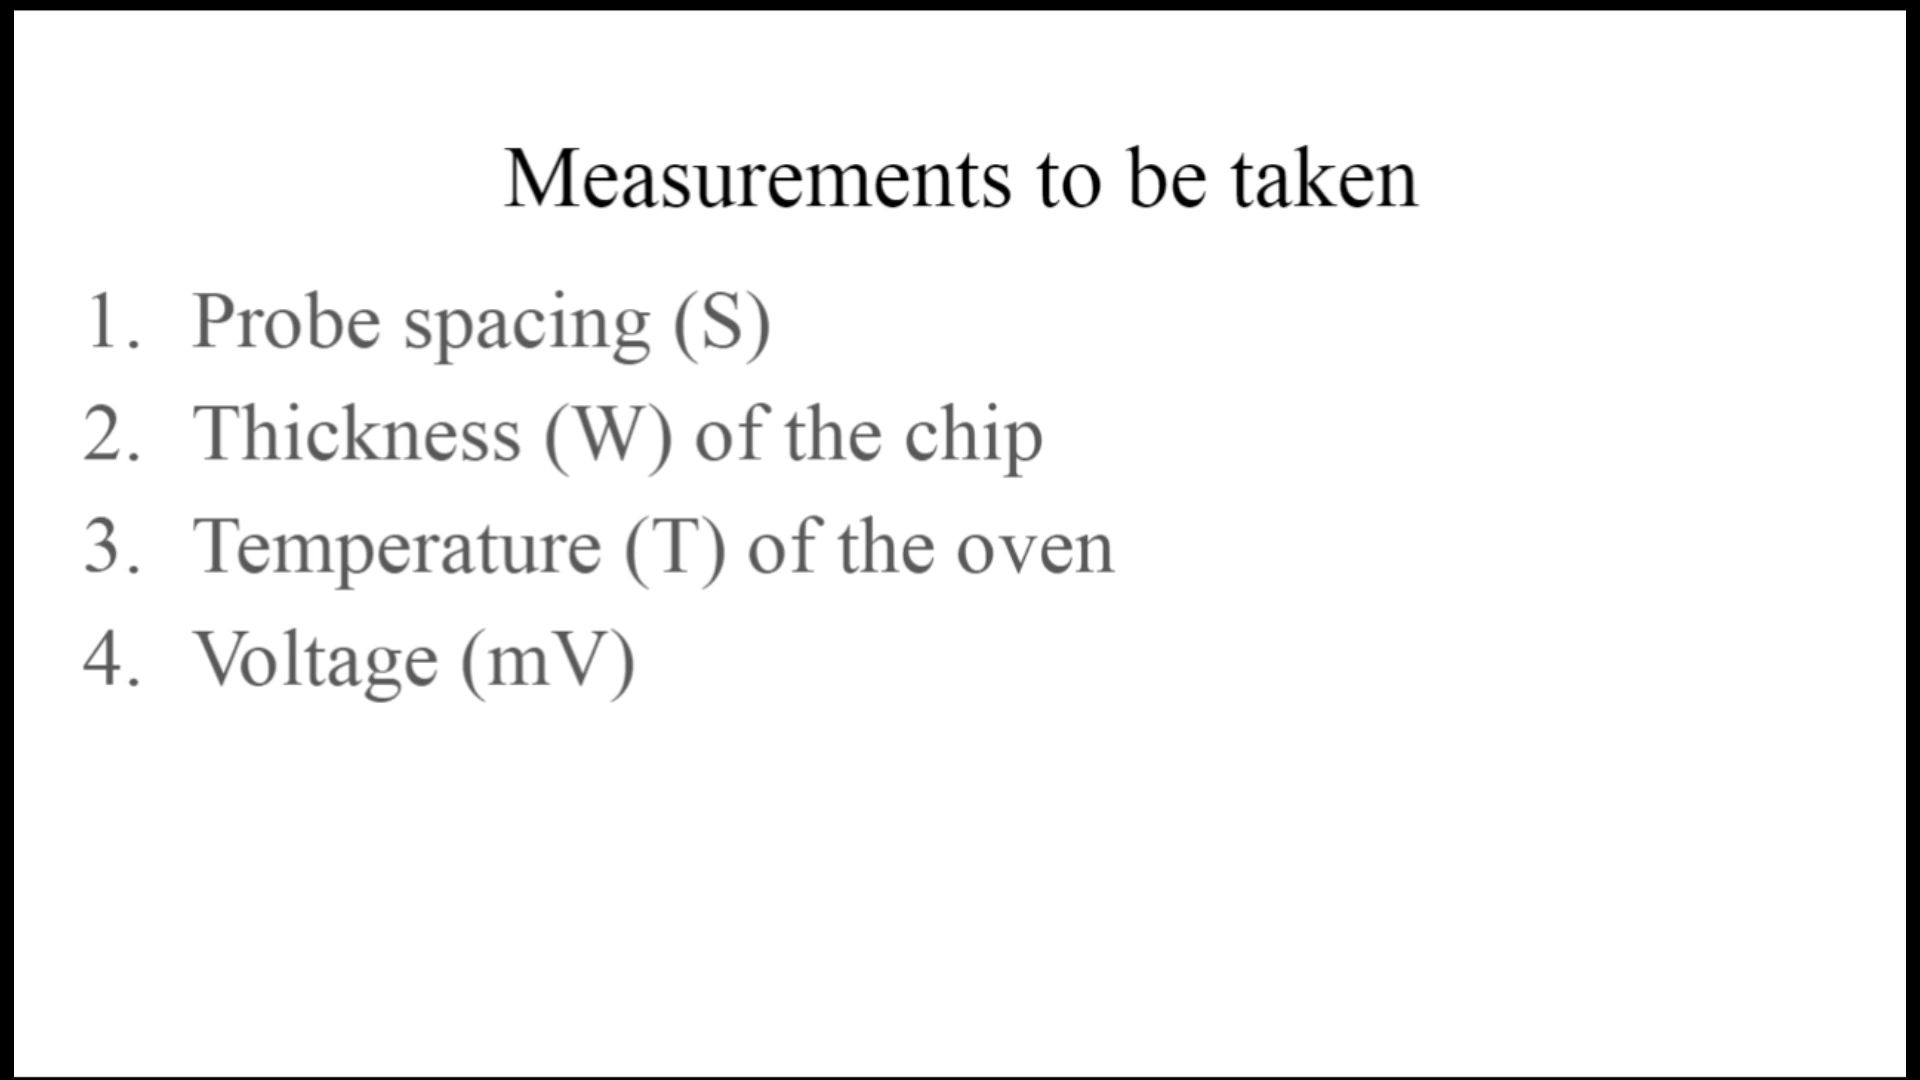 Measurements to be taken
1. Probe spacing (S)
2. Thickness (W) of the chip
3. Temperature (T) of the oven
4. Voltage (mV)